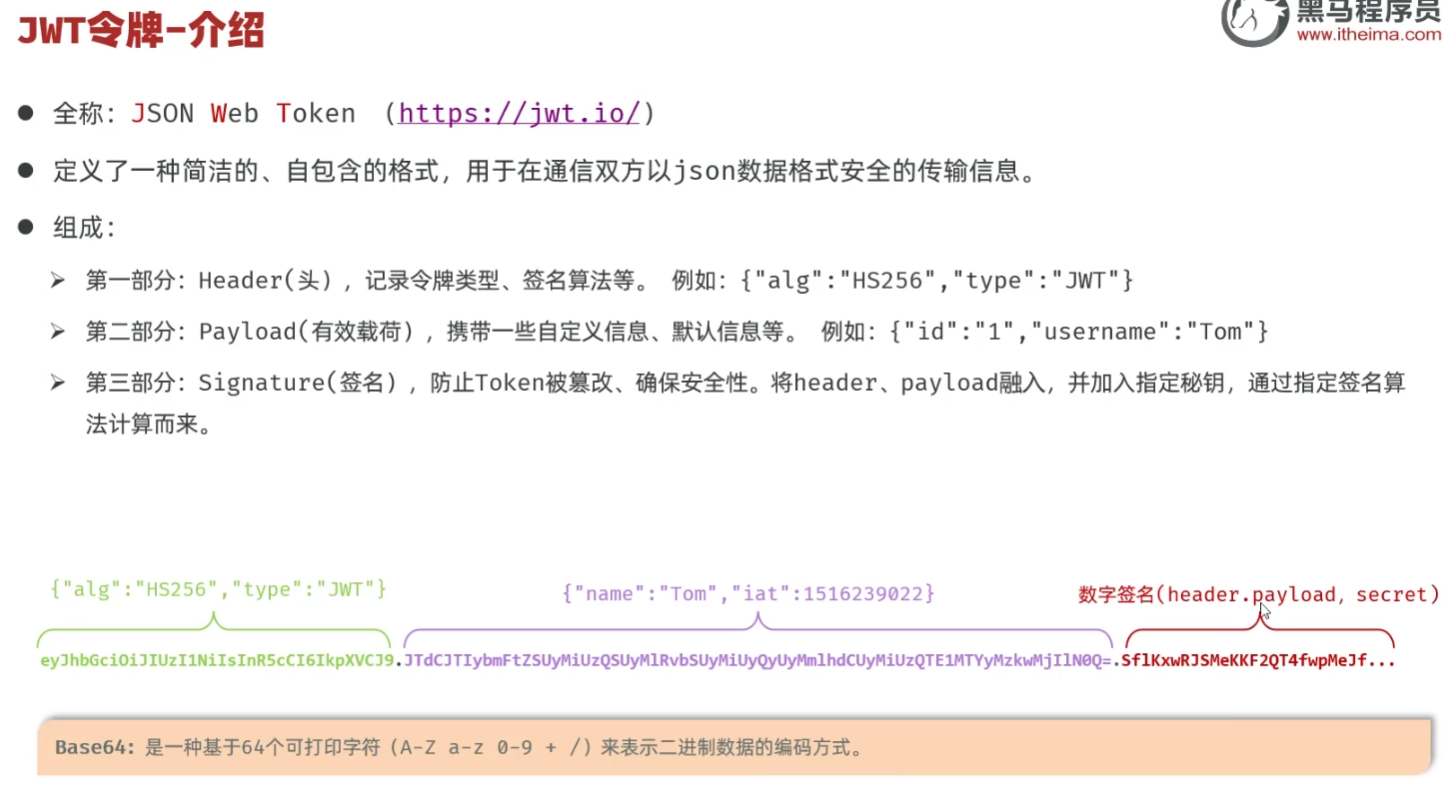 JWT令牌-介绍
黑马程序员
www.itheima.com
全称：JSON Web Token （https://jwt.io/）
定义了一种简洁的、自包含的格式，用于在通信双方以json数据格式安全的传输信息。
组成：
第一部分：Header(头)，记录令牌类型、签名算法等。 例如：{"alg":"HS256","type":"JWT"}
第二部分：Payload(有效载荷)，携带一些自定义信息、默认信息等。 例如：{"id":"1","username":"Tom"}
第三部分：Signature(签名)，防止Token被篡改、确保安全性。将header、payload融入，并加入指定秘钥，通过指定签名算
法计算而来。
{"alg":"HS256","type":"JWT"}
{"name":"Tom","iat":1516239022}
数字签名(header.payload, secret)
eyJhbGciOiJIUzI1NiIsInR5cCI6IkpXVCJ9.JTdCJTIybmFtZSUyMiUzQSUyMlRvbSUyMiUyQyUyMmlhdCUyMiUzQTE1MTYyMzkwMjIlN0Q=.SflKxwRJSMeKKF2QT4fwpMeJf...
Base64：是一种基于64个可打印字符（A-Z a-z 0-9 + /）来表示二进制数据的编码方式。